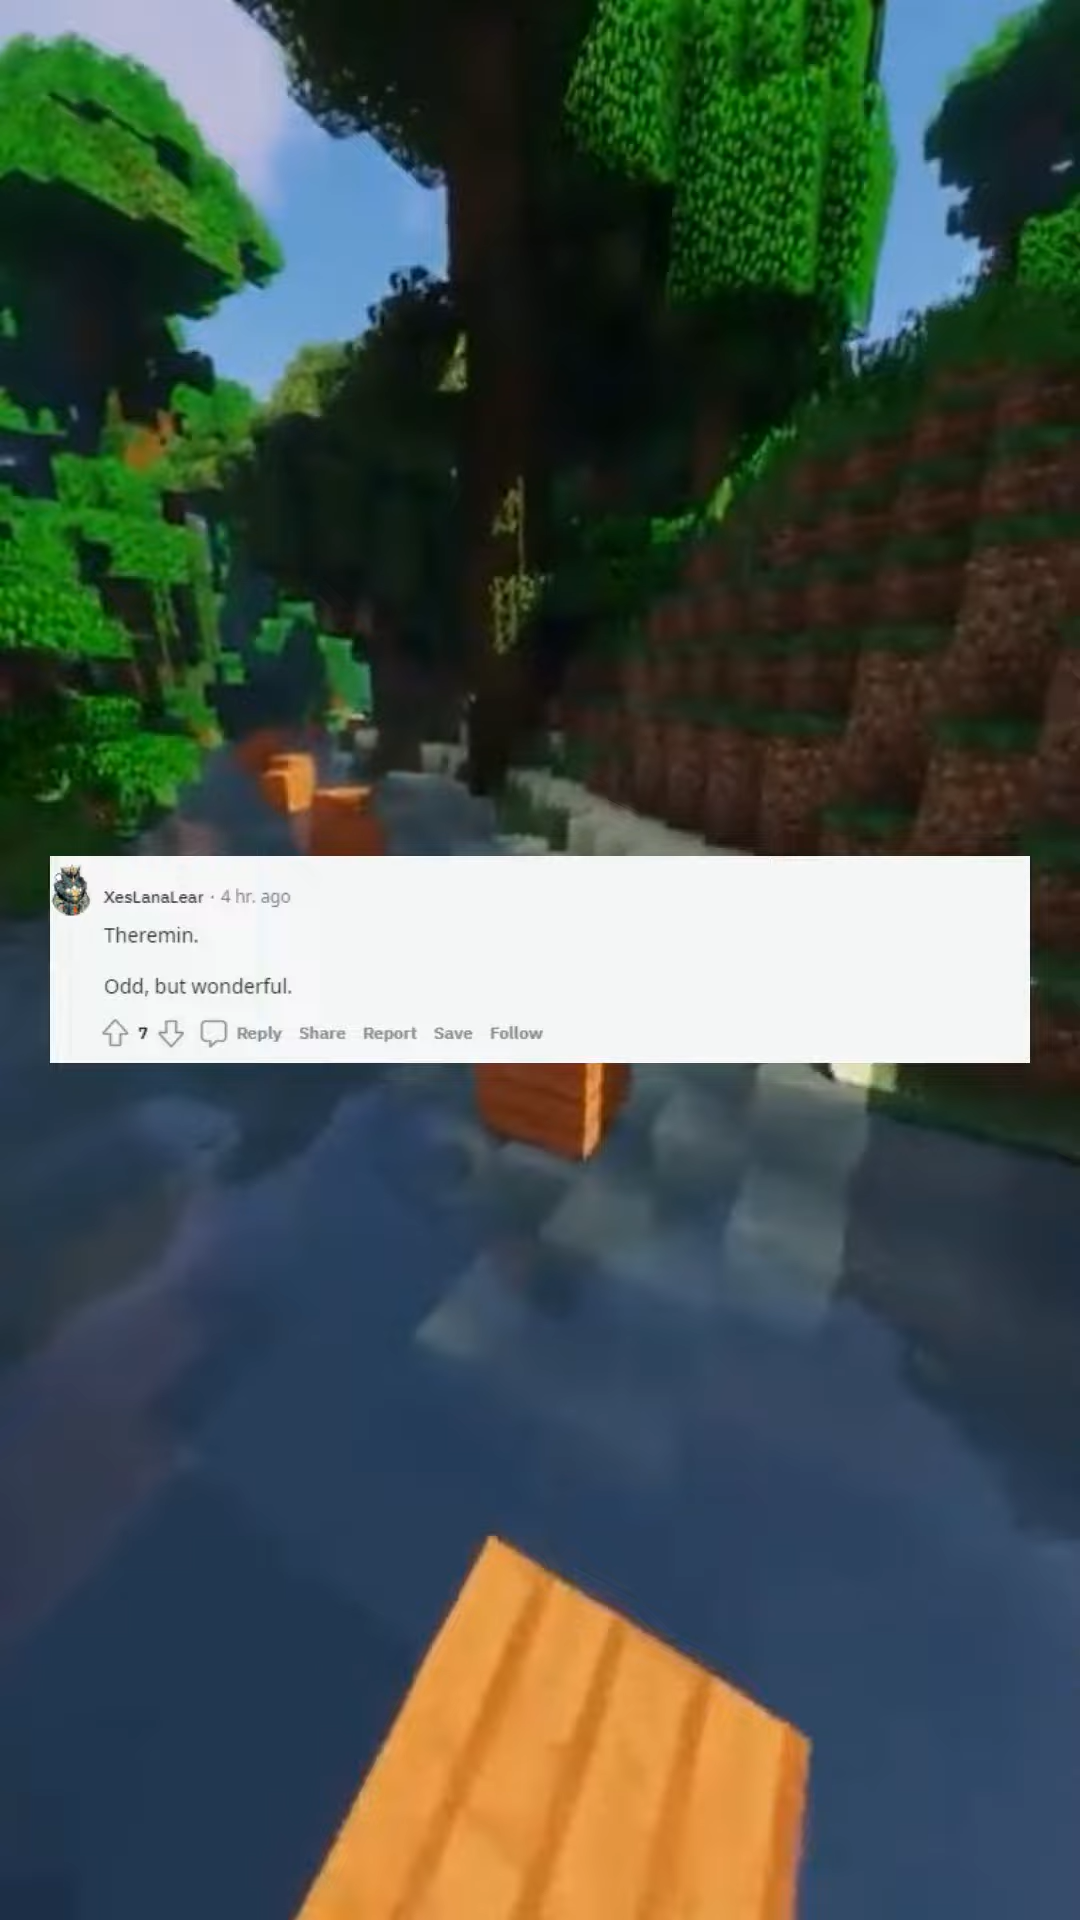 XesLanaLear · 4 hr. ago
Theremin.
Odd, but wonderful.
7 Reply Share Report Save Follow